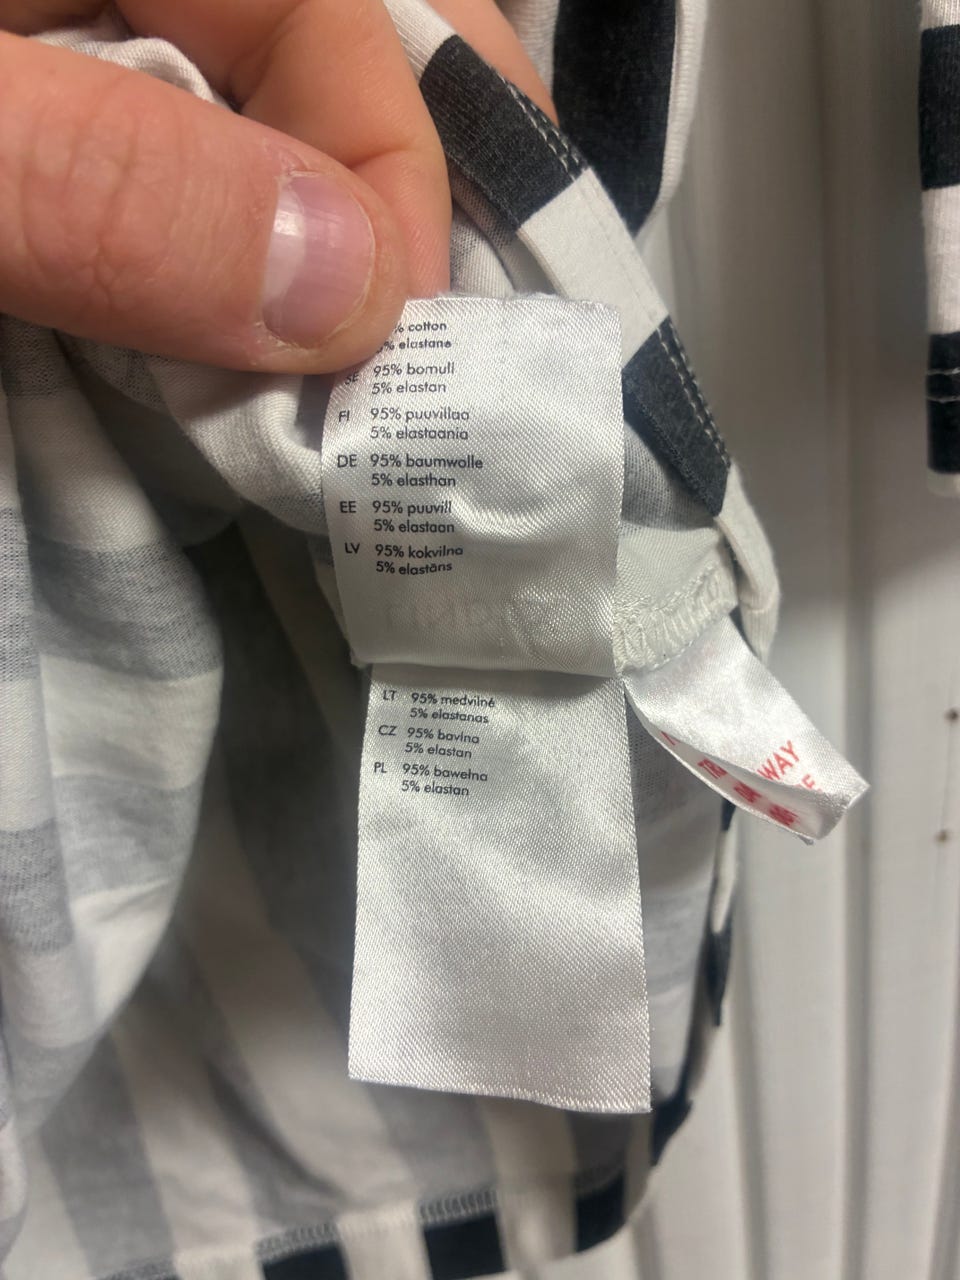 % cotton
% elastane
SE 95% bomull
5% elastan
FI 95% puuvillaa
5% elastaania
DE 95% baumwolle
5% elasthan
EE 95% puuvill
5% elastaan
LV 95% kokvilna
5% elastāns
LT 95% medvilnė
5% elastanas
CZ 95% bavlna
5% elastan
PL 95% bawełna
5% elastan
WAY